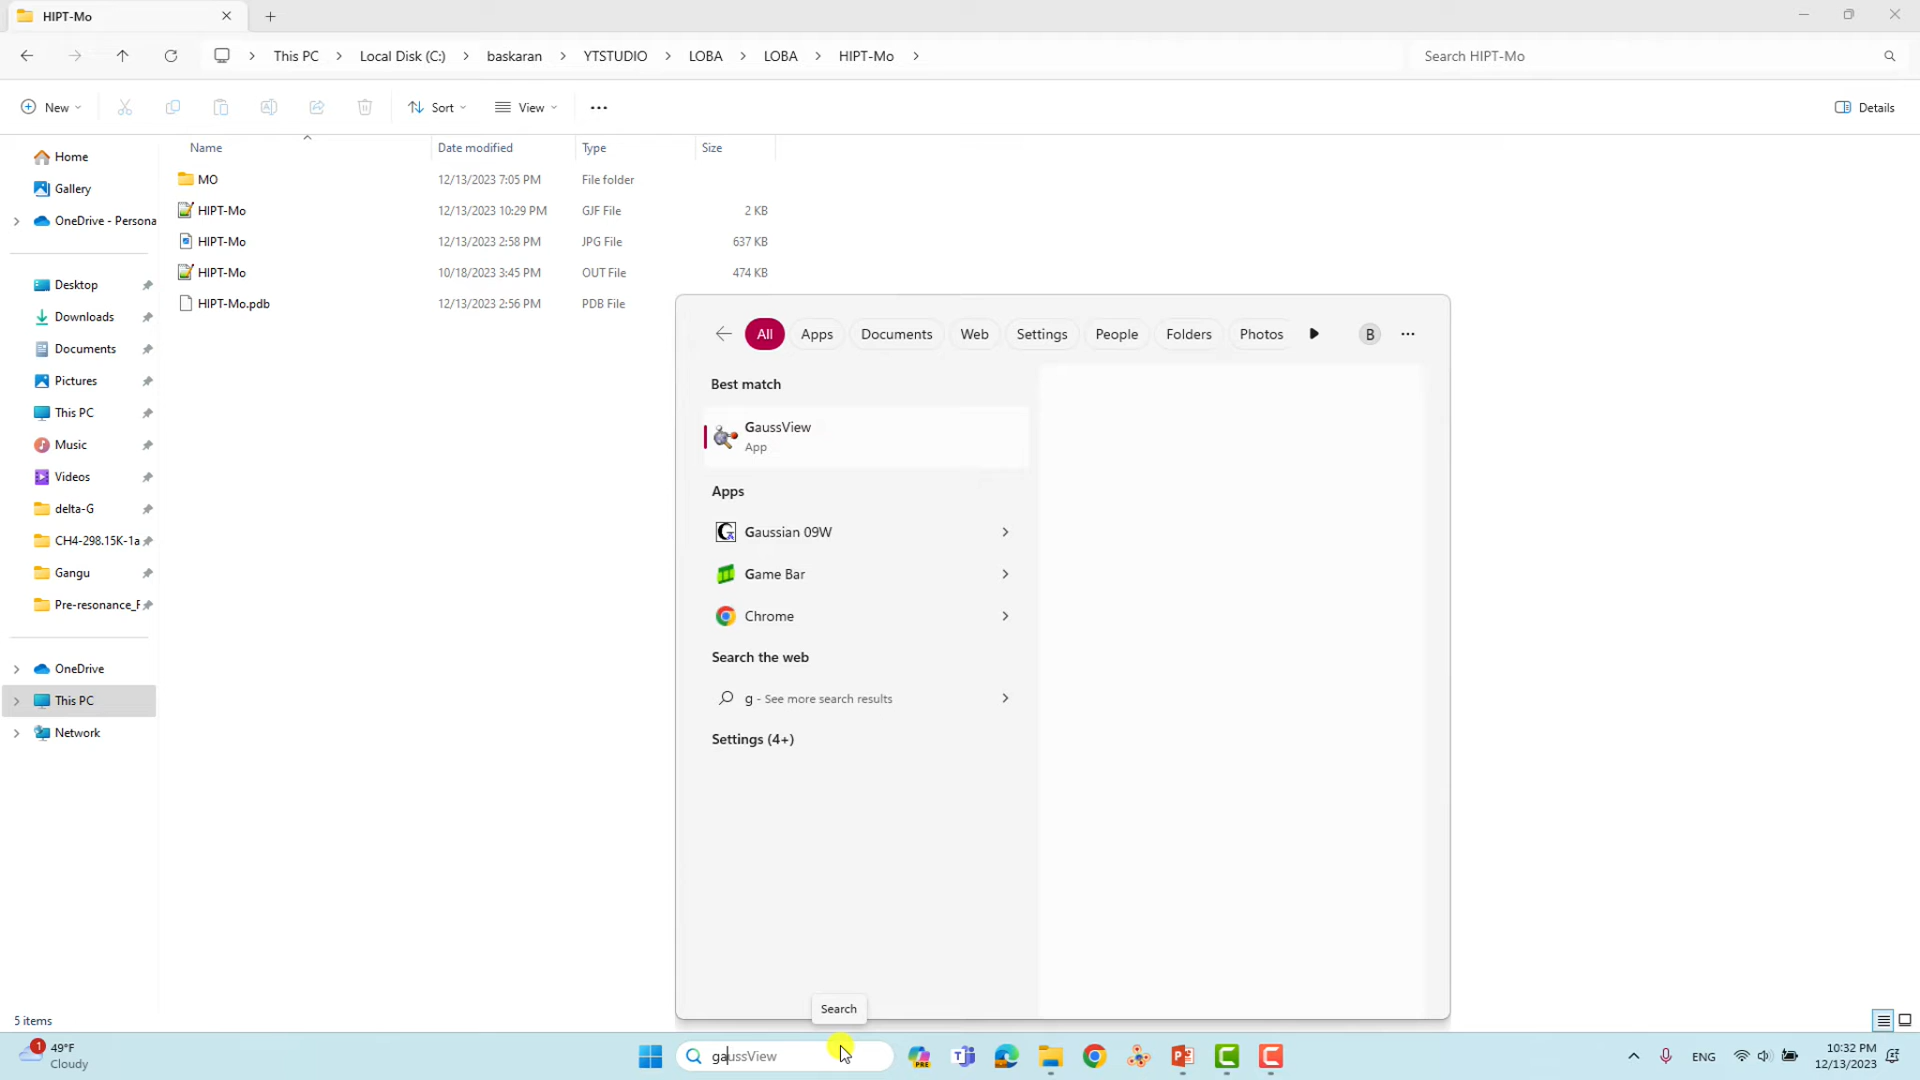 HIPT-Mo
This PC
Local Disk (C:)
baskaran
YTSTUDIO
LOBA
LOBA
HIPT-Mo
Search HIPT-Mo
New
Sort
View
Details
Name Date modified Type Size
MO 12/13/2023 7:05 PM File folder
HIPT-Mo 12/13/2023 10:29 PM GJF File 2 KB
HIPT-Mo 12/13/2023 2:58 PM JPG File 637 KB
HIPT-Mo 10/18/2023 3:45 PM OUT File 474 KB
HIPT-Mo.pdb 12/13/2023 2:56 PM PDB File
Home
Gallery
OneDrive - Persona
Desktop
Downloads
Documents
Pictures
This PC
Music
Videos
delta-G
CH4-298.15K-1a
Gangu
Pre-resonance_F
OneDrive
This PC
Network
All Apps Documents Web Settings People Folders Photos B
Best match
GaussView
App
Apps
Gaussian 09W
Game Bar
Chrome
Search the web
g - See more search results
Settings (4+)
Search
5 items
1
49°F
Cloudy
gaussView
PRE
ENG
10:32 PM
12/13/2023